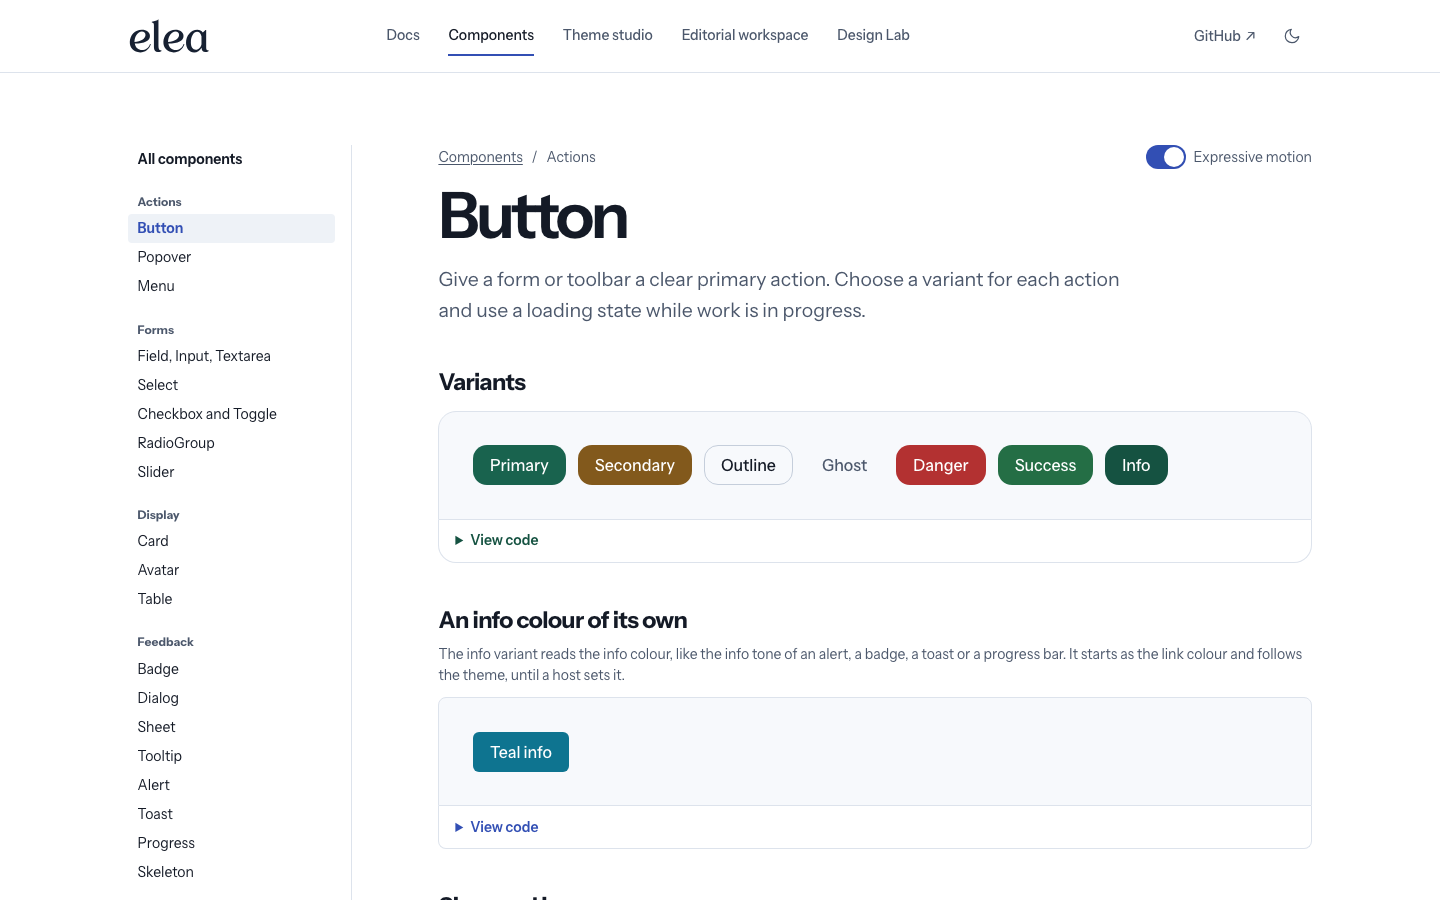 elea
Docs
Components
Theme studio
Editorial workspace
Design Lab
GitHub ↗
All components
Actions
Button
Popover
Menu
Forms
Field, Input, Textarea
Select
Checkbox and Toggle
RadioGroup
Slider
Display
Card
Avatar
Table
Feedback
Badge
Dialog
Sheet
Tooltip
Alert
Toast
Progress
Skeleton
Components / Actions
Expressive motion
Button
Give a form or toolbar a clear primary action. Choose a variant for each action
and use a loading state while work is in progress.
Variants
Primary
Secondary
Outline
Ghost
Danger
Success
Info
View code
An info colour of its own
The info variant reads the info colour, like the info tone of an alert, a badge, a toast or a progress bar. It starts as the link colour and follows
the theme, until a host sets it.
Teal info
View code